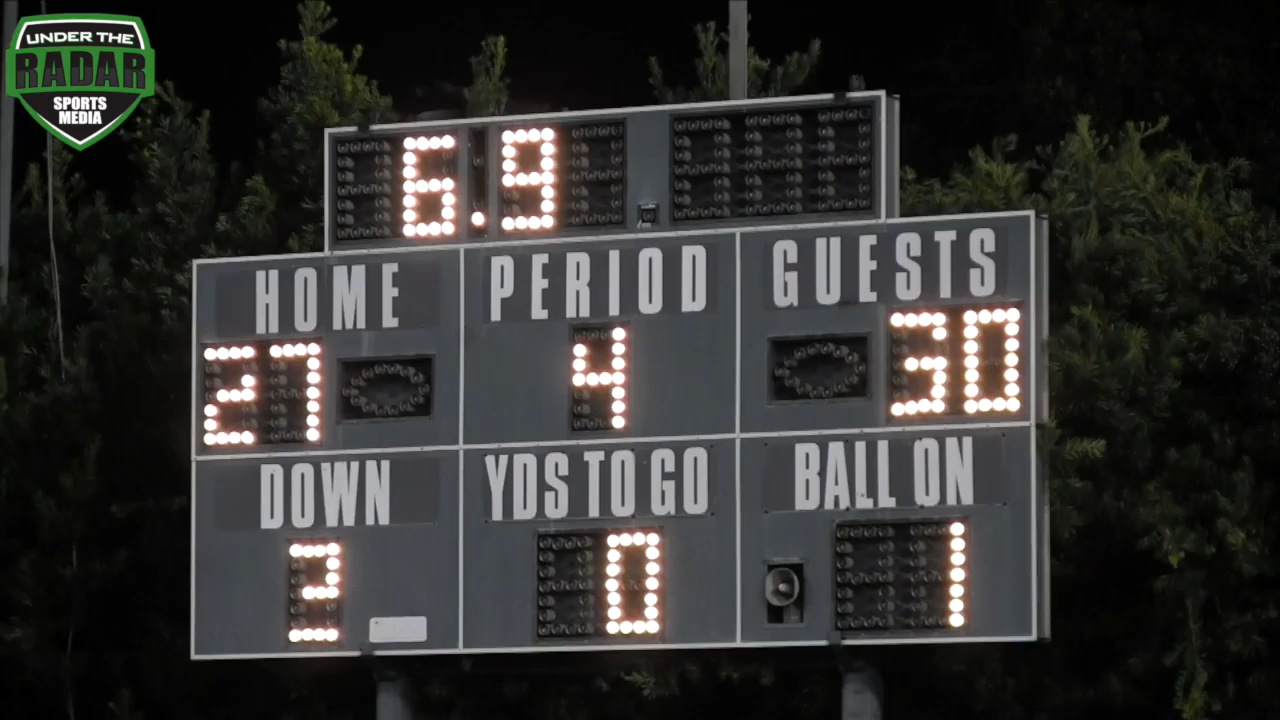 UNDER THE
RADAR
SPORTS
MEDIA
6.9
HOME PERIOD GUESTS
27 4 30
DOWN YDS TO GO BALL ON
2 0 1